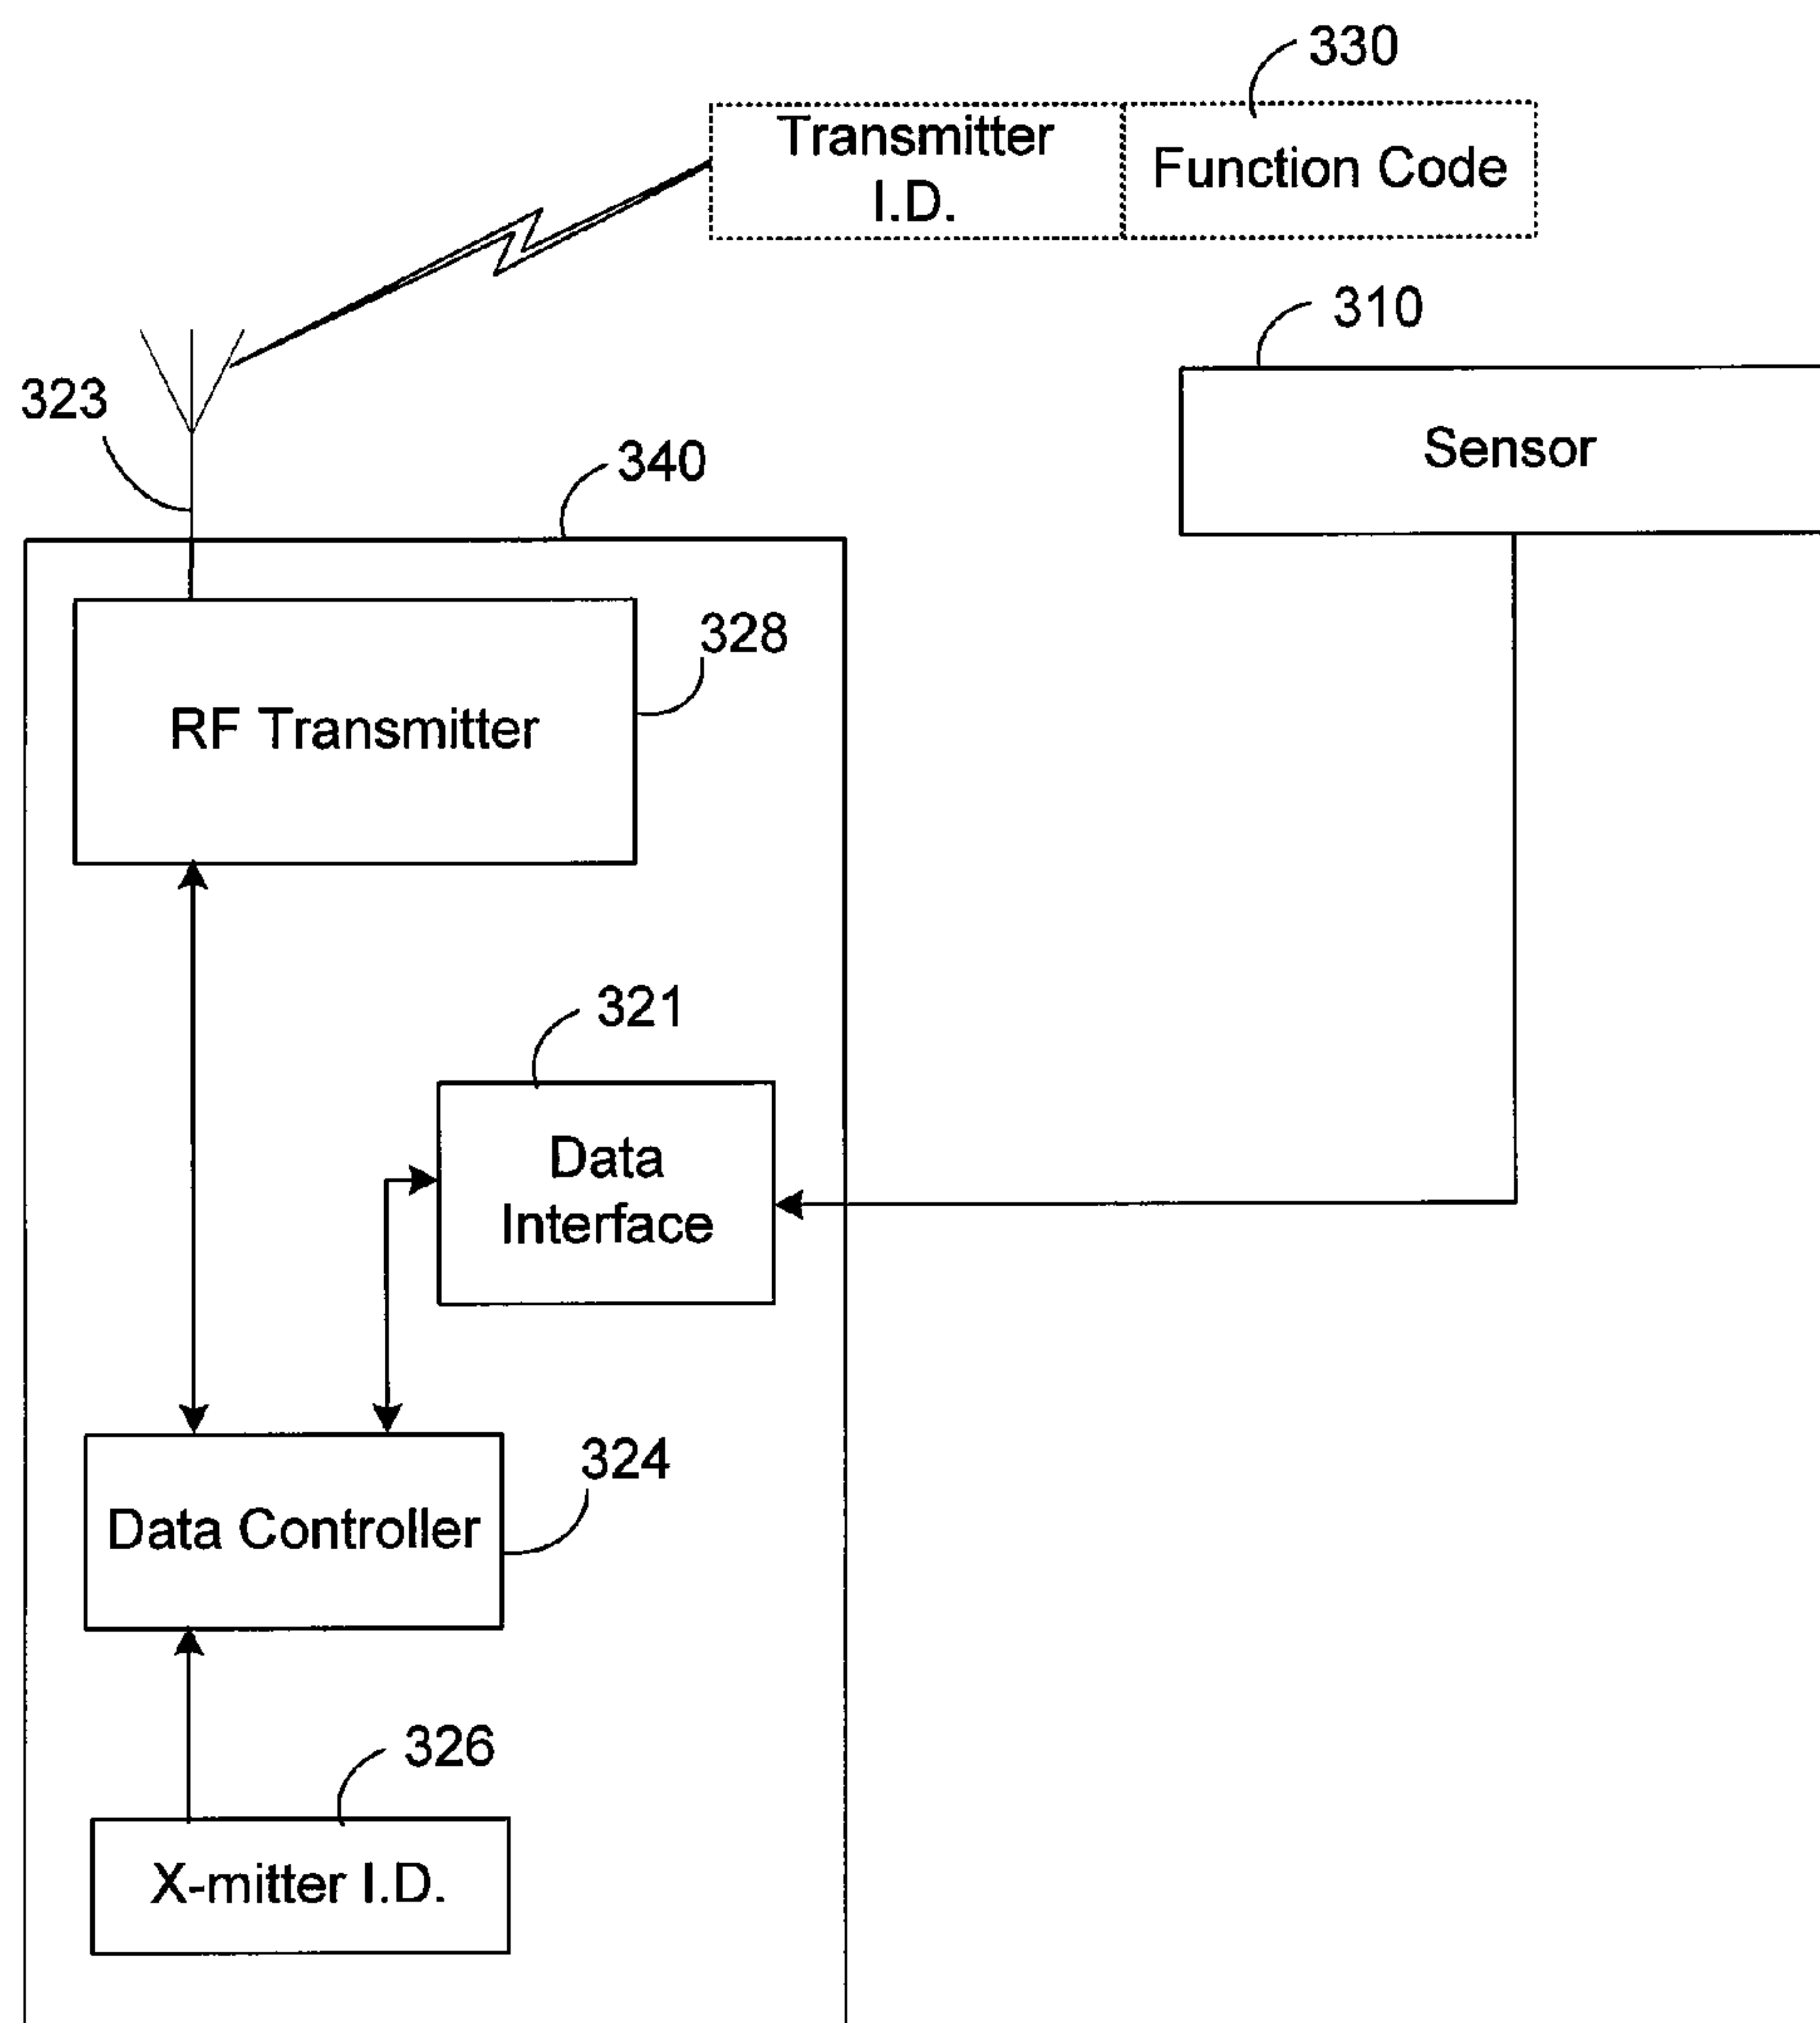 330
Transmitter
I.D.
Function Code
310
323
Sensor
340
328
RF Transmitter
321
Data
Interface
324
Data Controller
326
X-mitter I.D.